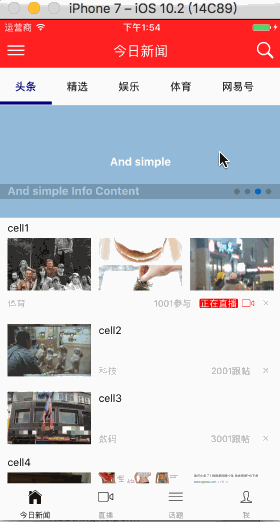 iPhone 7 – iOS 10.2 (14C89)
运营商 下午1:54
今日新闻
头条 精选 娱乐 体育 网易号
And simple
And simple Info Content
cell1
体育 1001参与 正在直播 ×
cell2
科技 2001跟帖 ×
cell3
数码 3001跟帖 ×
cell4
今日新闻 直播 话题 我